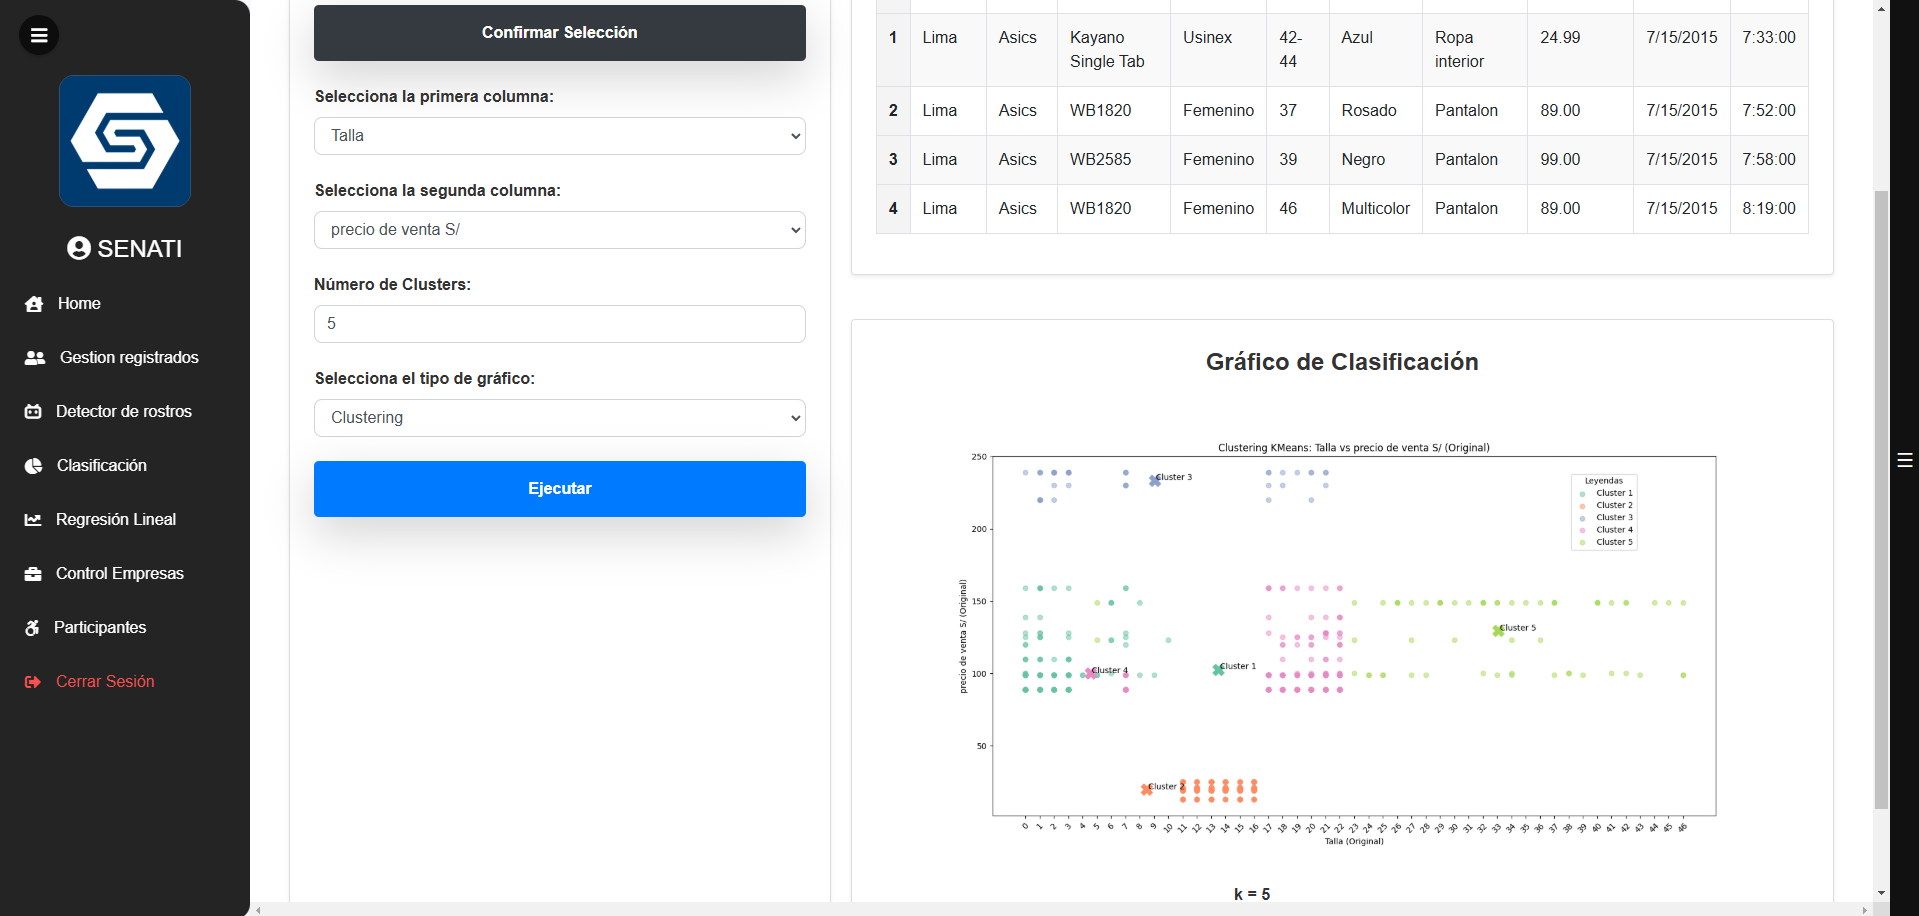 SENATI
Home
Gestion registrados
Detector de rostros
Clasificación
Regresión Lineal
Control Empresas
Participantes
Cerrar Sesión
Confirmar Selección
Selecciona la primera columna:
Talla
Selecciona la segunda columna:
precio de venta S/
Número de Clusters:
5
Selecciona el tipo de gráfico:
Clustering
Ejecutar
1 Lima Asics Kayano Single Tab Usinex 42-44 Azul Ropa interior 24.99 7/15/2015 7:33:00
2 Lima Asics WB1820 Femenino 37 Rosado Pantalon 89.00 7/15/2015 7:52:00
3 Lima Asics WB2585 Femenino 39 Negro Pantalon 99.00 7/15/2015 7:58:00
4 Lima Asics WB1820 Femenino 46 Multicolor Pantalon 89.00 7/15/2015 8:19:00
Gráfico de Clasificación
Clustering KMeans: Talla vs precio de venta S/ (Original)
250
200
150
100
50
precio de venta S/ (Original)
Cluster 3
Leyendas
Cluster 1
Cluster 2
Cluster 3
Cluster 4
Cluster 5
Cluster 5
Cluster 4
Cluster 1
Cluster 2
0 1 2 3 4 5 6 7 8 9 10 11 12 13 14 15 16 17 18 19 20 21 22 23 24 25 26 27 28 29 30 31 32 33 34 35 36 37 38 39 40 41 42 43 44 45 46
Talla (Original)
k = 5